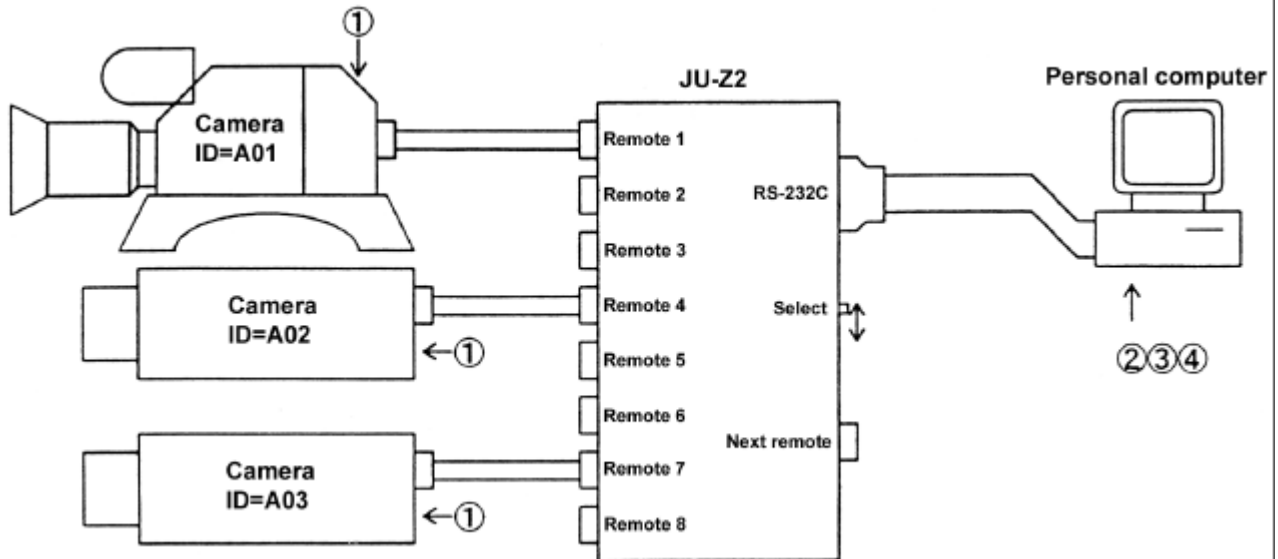 ①
JU-Z2
Personal computer
Camera
ID=A01
Remote 1
Remote 2
Remote 3
Remote 4
Remote 5
Remote 6
Remote 7
Remote 8
RS-232C
Select
Next remote
②③④
Camera
ID=A02
①
Camera
ID=A03
①